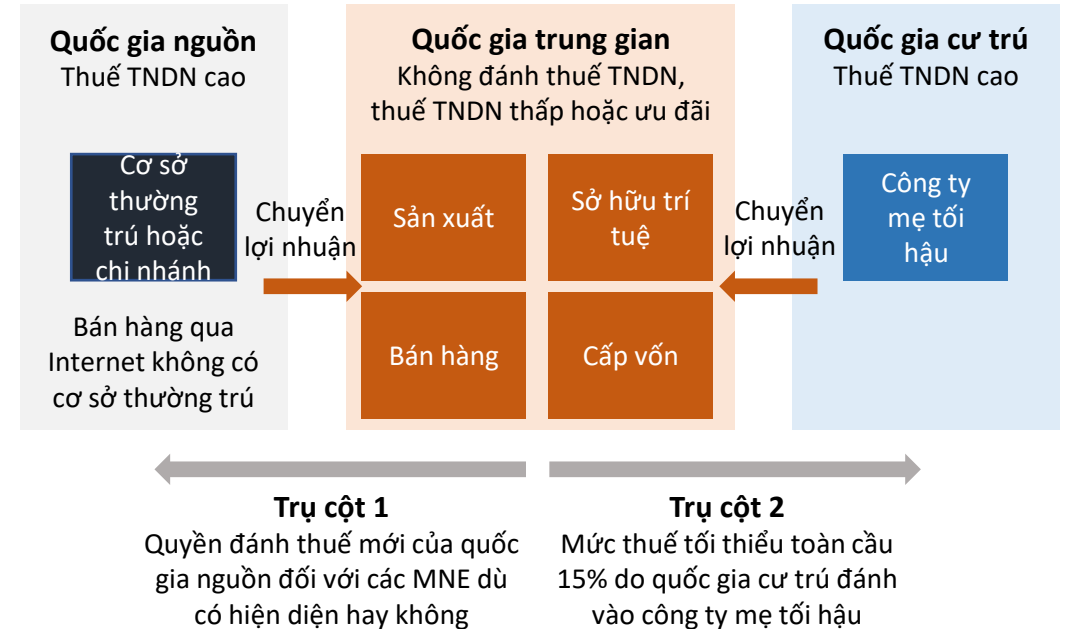 Quốc gia nguồn
Thuế TNDN cao
Cơ sở
thường
trú hoặc
chi nhánh
Bán hàng qua
Internet không có
cơ sở thường trú
Chuyển
lợi nhuận
Quốc gia trung gian
Không đánh thuế TNDN,
thuế TNDN thấp hoặc ưu đãi
Sản xuất
Sở hữu trí
tuệ
Bán hàng
Cấp vốn
Chuyển
lợi nhuận
Quốc gia cư trú
Thuế TNDN cao
Công ty
mẹ tối
hậu
Trụ cột 1
Quyền đánh thuế mới của quốc
gia nguồn đối với các MNE dù
có hiện diện hay không
Trụ cột 2
Mức thuế tối thiểu toàn cầu
15% do quốc gia cư trú đánh
vào công ty mẹ tối hậu